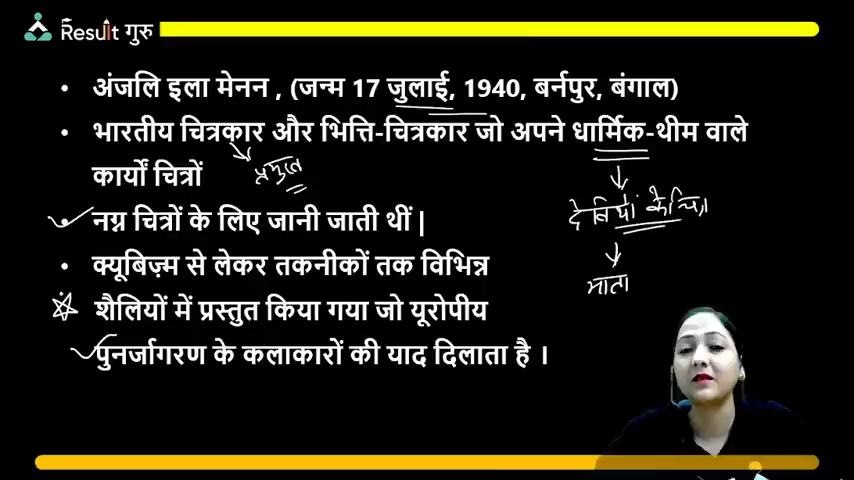 Result गुरु
अंजलि इला मेनन , (जन्म 17 जुलाई, 1940, बर्नपुर, बंगाल)
भारतीय चित्रकार और भित्ति-चित्रकार जो अपने धार्मिक-थीम वाले
कार्यों चित्रों
प्रमुख
नग्न चित्रों के लिए जानी जाती थीं |
देवियों के चित्र
क्यूबिज़्म से लेकर तकनीकों तक विभिन्न
माता
शैलियों में प्रस्तुत किया गया जो यूरोपीय
पुनर्जागरण के कलाकारों की याद दिलाता है ।